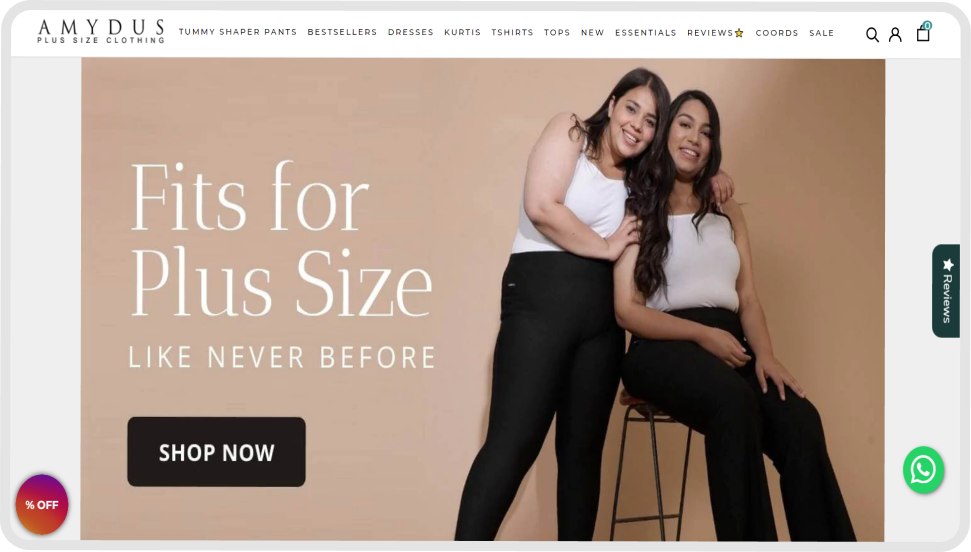 AMYDUS
PLUS SIZE CLOTHING
TUMMY SHAPER PANTS BESTSELLERS DRESSES KURTIS TSHIRTS TOPS NEW ESSENTIALS REVIEWS⭐ COORDS SALE
0
Fits for
Plus Size
LIKE NEVER BEFORE
SHOP NOW
★ Reviews
% OFF